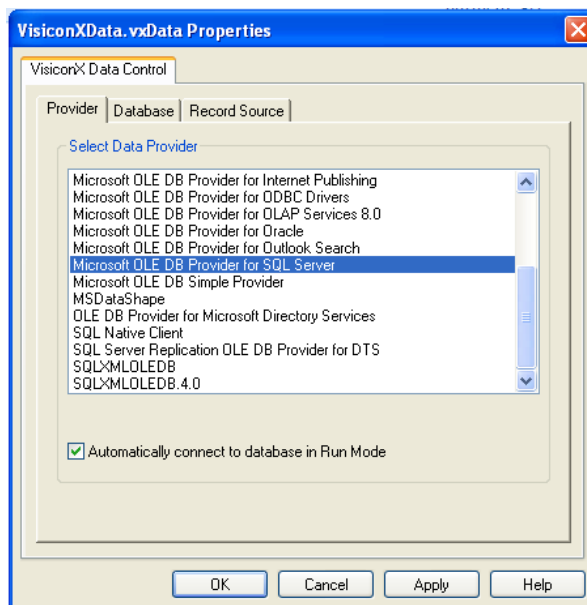 VisiconXData.vxData Properties
VisiconX Data Control
Provider Database Record Source
Select Data Provider
Microsoft OLE DB Provider for Internet Publishing
Microsoft OLE DB Provider for ODBC Drivers
Microsoft OLE DB Provider for OLAP Services 8.0
Microsoft OLE DB Provider for Oracle
Microsoft OLE DB Provider for Outlook Search
Microsoft OLE DB Provider for SQL Server
Microsoft OLE DB Simple Provider
MSDataShape
OLE DB Provider for Microsoft Directory Services
SQL Native Client
SQL Server Replication OLE DB Provider for DTS
SQLXMLOLEDB
SQLXMLOLEDB.4.0
Automatically connect to database in Run Mode
OK Cancel Apply Help